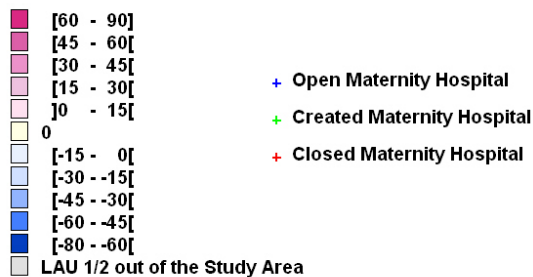 [60 - 90]
[45 - 60[
[30 - 45[
[15 - 30[
]0 - 15[
0
[-15 - 0[
[-30 - -15[
[-45 - -30[
[-60 - -45[
[-80 - -60[
LAU 1/2 out of the Study Area
+ Open Maternity Hospital
+ Created Maternity Hospital
+ Closed Maternity Hospital